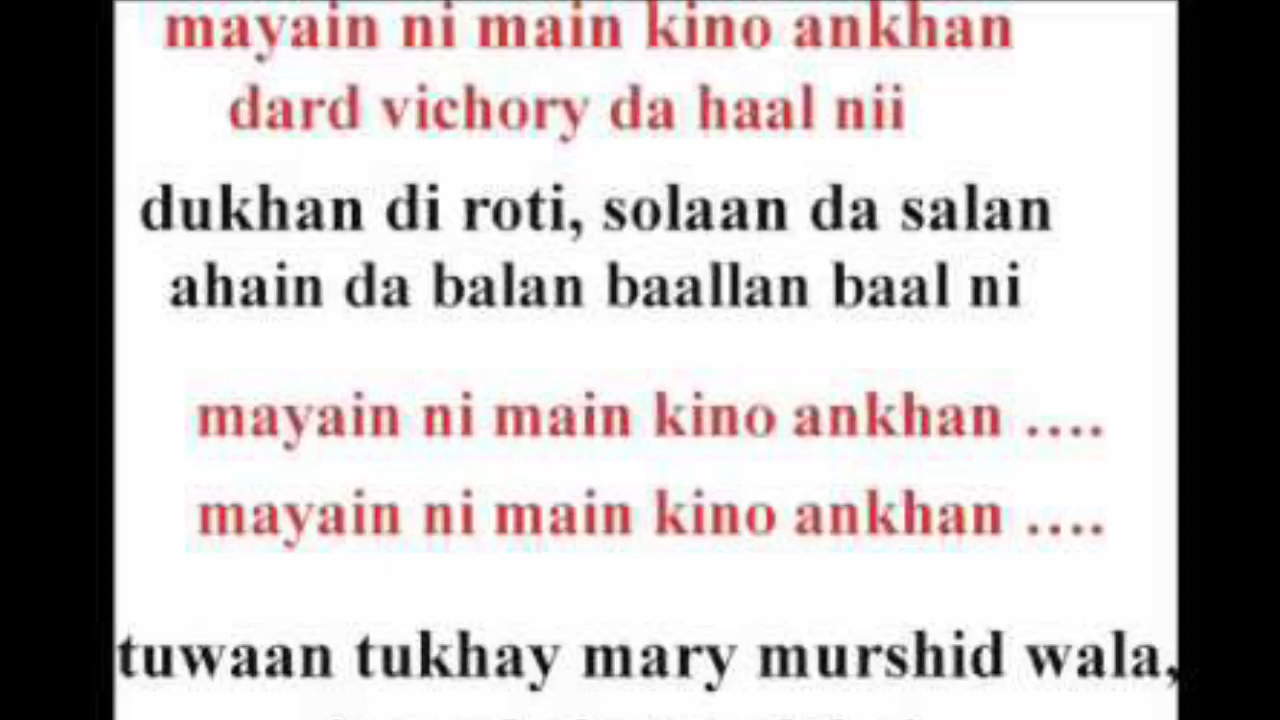 mayain ni main kino ankhan
dard vichory da haal nii
dukhan di roti, solaan da salan
ahain da balan baallan baal ni
mayain ni main kino ankhan ....
mayain ni main kino ankhan ....
tuwaan tukhay mary murshid wala,